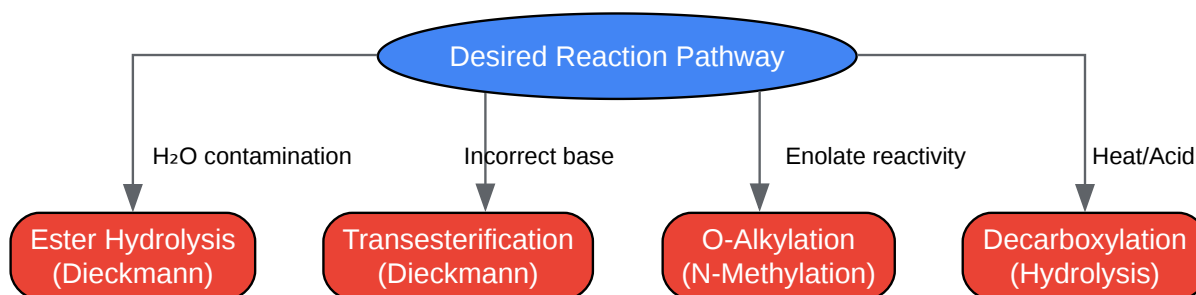 Desired Reaction Pathway
H₂O contamination
Incorrect base
Enolate reactivity
Heat/Acid
Ester Hydrolysis
(Dieckmann)
Transesterification
(Dieckmann)
O-Alkylation
(N-Methylation)
Decarboxylation
(Hydrolysis)